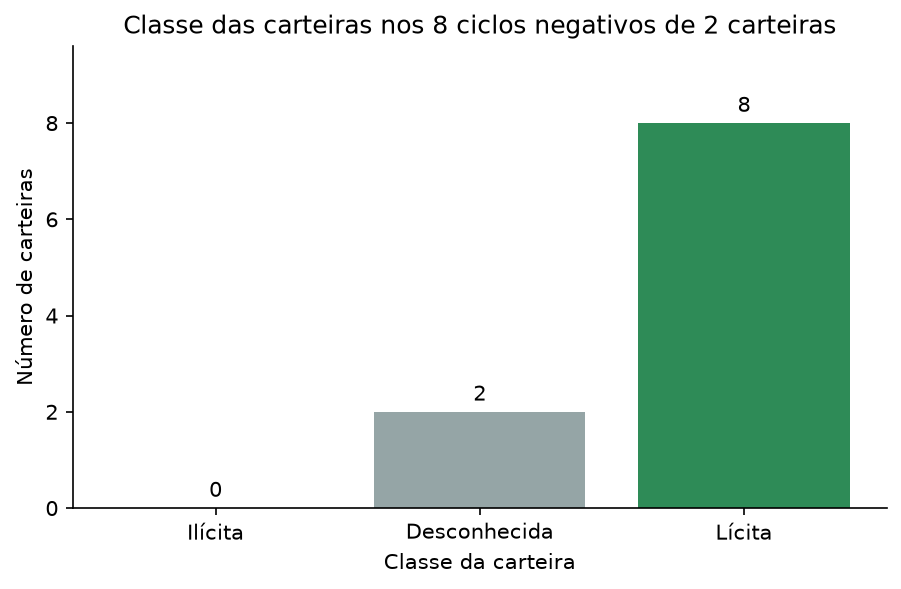 Classe das carteiras nos 8 ciclos negativos de 2 carteiras
Número de carteiras
8
6
4
2
0
0
2
8
Ilícita
Desconhecida
Lícita
Classe da carteira